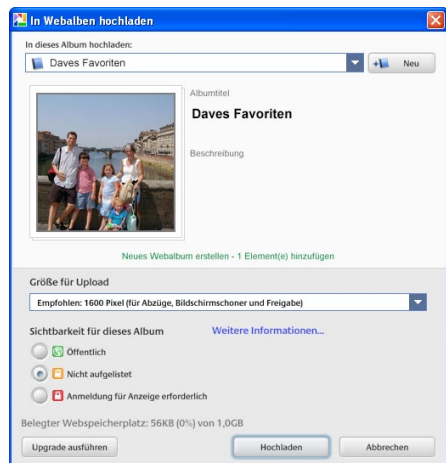 In Webalben hochladen
In dieses Album hochladen:
Daves Favoriten
Neu
Albumtitel
Daves Favoriten
Beschreibung
Neues Webalbum erstellen - 1 Element(e) hinzufügen
Größe für Upload
Empfohlen: 1600 Pixel (für Abzüge, Bildschirmschoner und Freigabe)
Sichtbarkeit für dieses Album Weitere Informationen...
Öffentlich
Nicht aufgelistet
Anmeldung für Anzeige erforderlich
Belegter Webspeicherplatz: 56KB (0%) von 1,0GB
Upgrade ausführen Hochladen Abbrechen